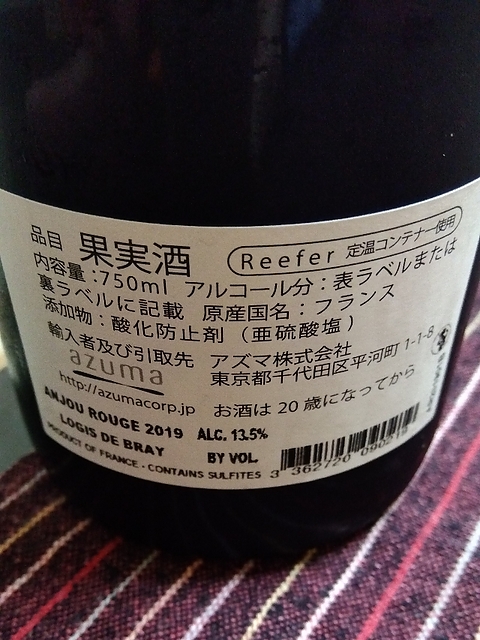 品目 果実酒 Reefer 定温コンテナー使用
内容量:750ml アルコール分:表ラベルまたは
裏ラベルに記載 原産国名:フランス
添加物:酸化防止剤(亜硫酸塩)
輸入者及び引取先 アズマ株式会社
azuma 東京都千代田区平河町1-1-8
http://azumacorp.jp お酒は20歳になってから
ANJOU ROUGE 2019 ALC. 13.5%
LOGIS DE BRAY BY VOL.
PRODUCT OF FRANCE・CONTAINS SULFITES